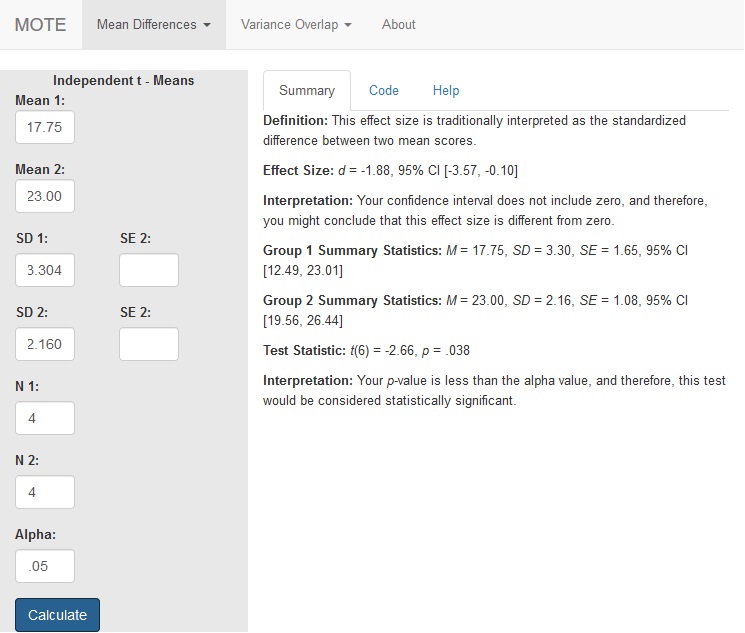 MOTE Mean Differences Variance Overlap About
Independent t - Means
Mean 1:
17.75
Mean 2:
23.00
SD 1: SE 2:
3.304
SD 2: SE 2:
2.160
N 1:
4
N 2:
4
Alpha:
.05
Calculate
Summary Code Help
Definition: This effect size is traditionally interpreted as the standardized
difference between two mean scores.
Effect Size: d = -1.88, 95% CI [-3.57, -0.10]
Interpretation: Your confidence interval does not include zero, and therefore,
you might conclude that this effect size is different from zero.
Group 1 Summary Statistics: M = 17.75, SD = 3.30, SE = 1.65, 95% CI
[12.49, 23.01]
Group 2 Summary Statistics: M = 23.00, SD = 2.16, SE = 1.08, 95% CI
[19.56, 26.44]
Test Statistic: t(6) = -2.66, p = .038
Interpretation: Your p-value is less than the alpha value, and therefore, this test
would be considered statistically significant.